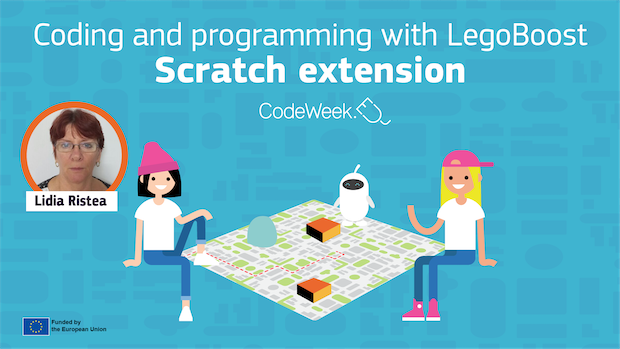 Coding and programming with LegoBoost
Scratch extension
CodeWeek.
Lidia Ristea
Funded by
the European Union